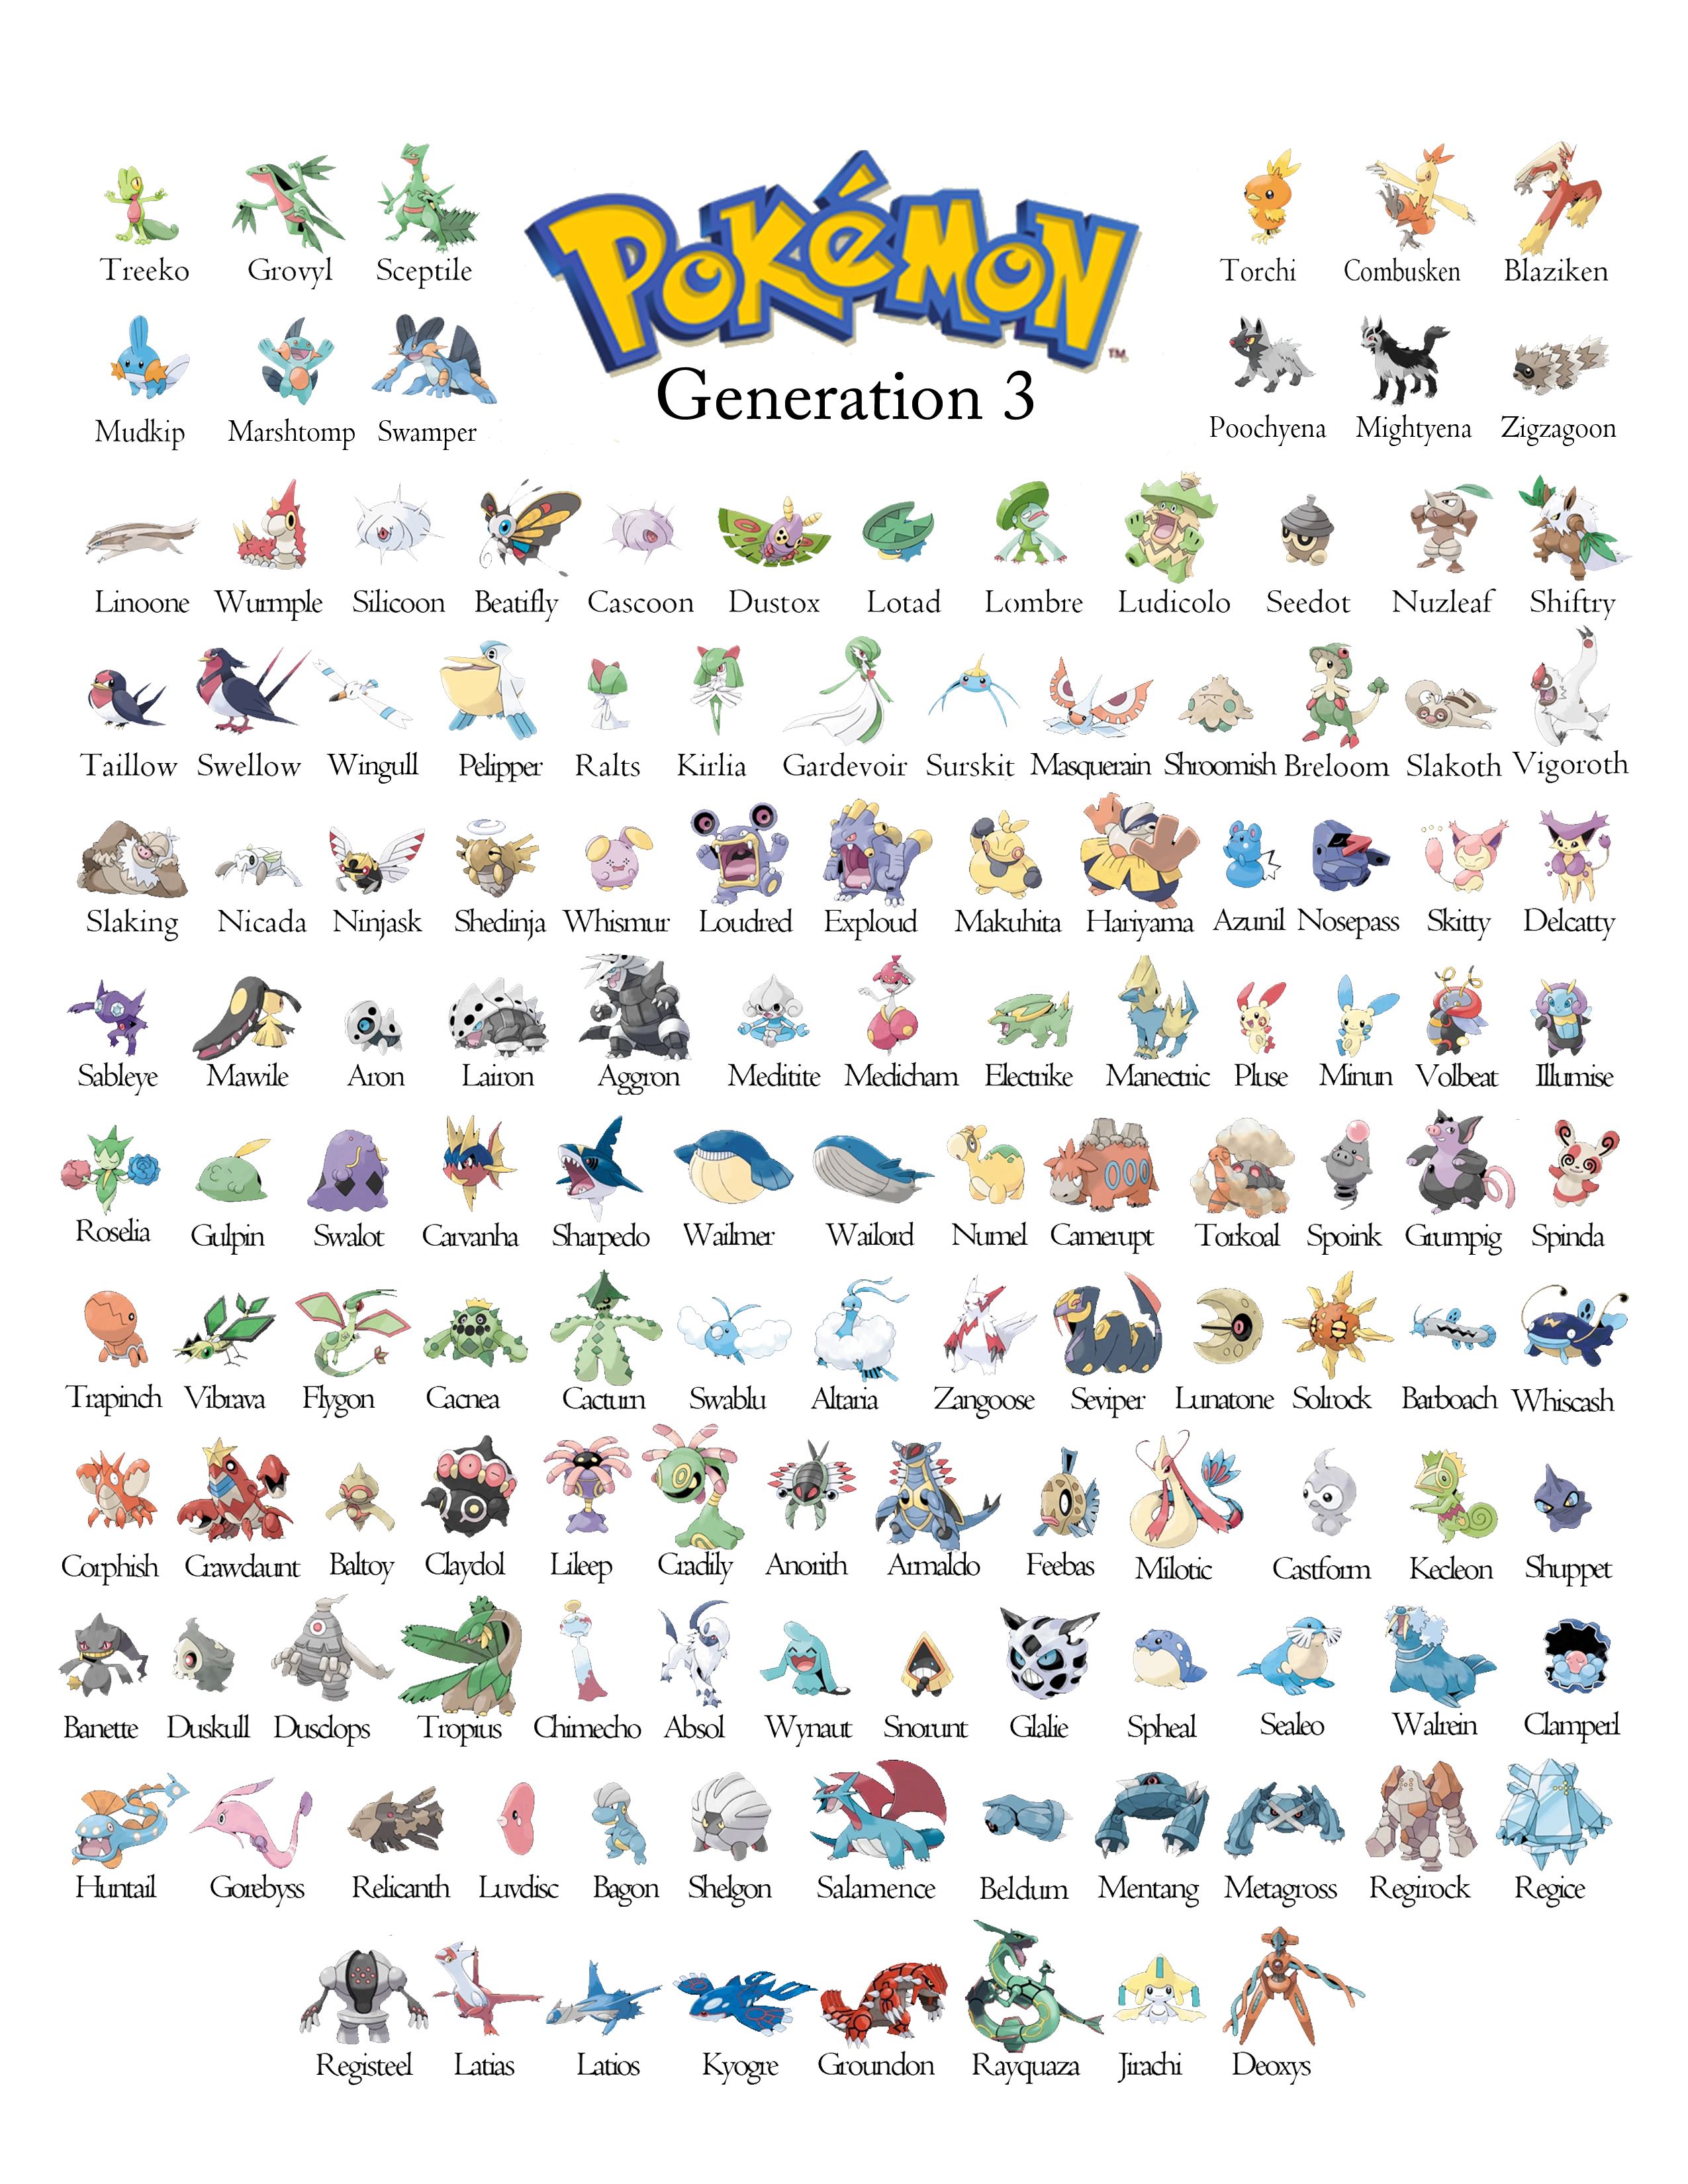 POKéMON
TM
Generation 3
Treeko Grovyl Sceptile Torchi Combusken Blaziken
Mudkip Marshtomp Swamper Poochyena Mightyena Zigzagoon
Linoone Wurmple Silicoon Beatifly Cascoon Dustox Lotad Lombre Ludicolo Seedot Nuzleaf Shiftry
Taillow Swellow Wingull Pelipper Ralts Kirlia Gardevoir Surskit Masquerain Shroomish Breloom Slakoth Vigoroth
Slaking Nicada Ninjask Shedinja Whismur Loudred Exploud Makuhita Hariyama Azunil Nosepass Skitty Delcatty
Sableye Mawile Aron Lairon Aggron Meditite Medicham Electrike Manectric Pluse Minun Volbeat Illumise
Roselia Gulpin Swalot Carvanha Sharpedo Wailmer Wailord Numel Camerupt Torkoal Spoink Grumpig Spinda
Trapinch Vibrava Flygon Cacnea Cacturn Swablu Altaria Zangoose Seviper Lunatone Solrock Barboach Whiscash
Corphish Crawdaunt Baltoy Claydol Lileep Cradily Anorith Armaldo Feebas Milotic Castform Kecleon Shuppet
Banette Duskull Dusclops Tropius Chimecho Absol Wynaut Snorunt Glalie Spheal Sealeo Walrein Clamperl
Huntail Gorebyss Relicanth Luvdisc Bagon Shelgon Salamence Beldum Mentang Metagross Regirock Regice
Registeel Latias Latios Kyogre Groundon Rayquaza Jirachi Deoxys